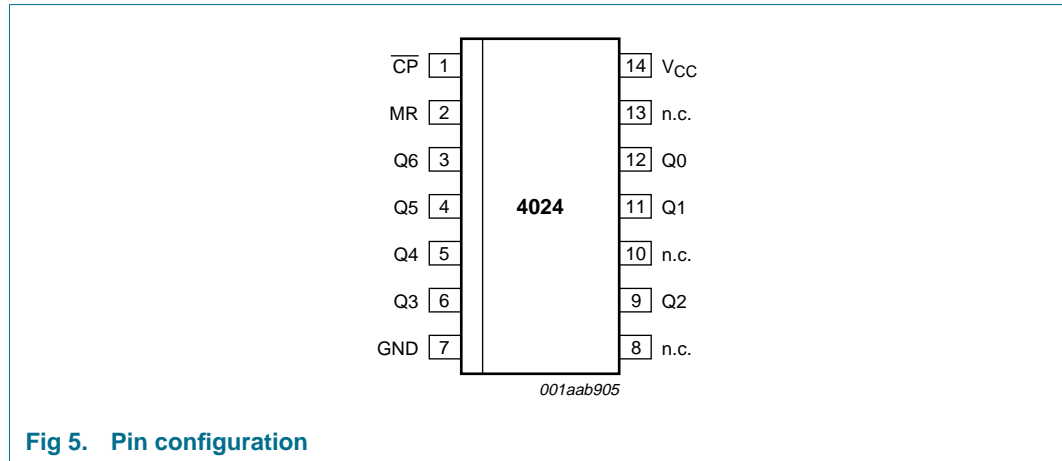 C̅P̅ 1 14 VCC
MR 2 13 n.c.
Q6 3 12 Q0
Q5 4 4024 11 Q1
Q4 5 10 n.c.
Q3 6 9 Q2
GND 7 8 n.c.
001aab905
Fig 5. Pin configuration